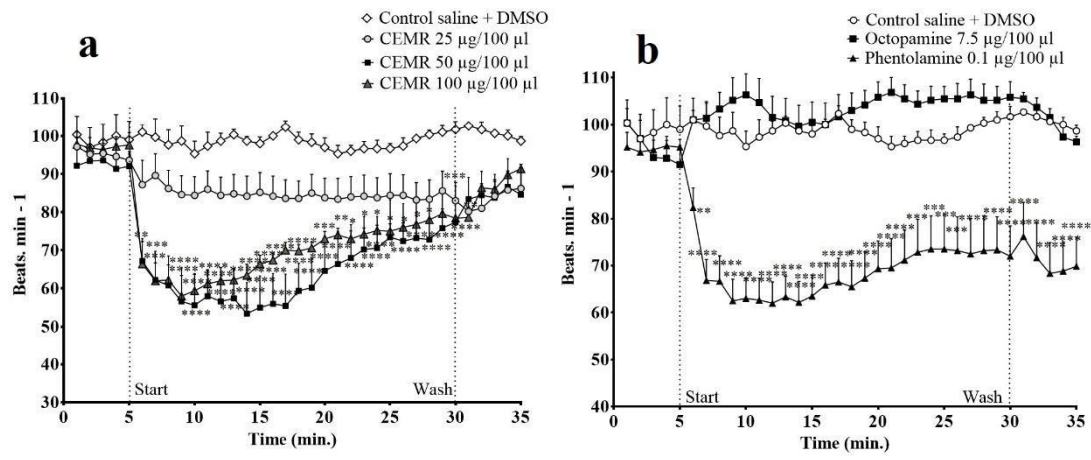 a
Control saline + DMSO
CEMR 25 µg/100 µl
CEMR 50 µg/100 µl
CEMR 100 µg/100 µl
110
100
90
80
70
60
50
40
30
Beats. min - 1
Start
Wash
0
5
10
15
20
25
30
35
Time (min.)
b
Control saline + DMSO
Octopamine 7.5 µg/100 µl
Phentolamine 0.1 µg/100 µl
110
100
90
80
70
60
50
40
Beats. min - 1
Start
Wash
0
5
10
15
20
25
30
35
Time (min.)